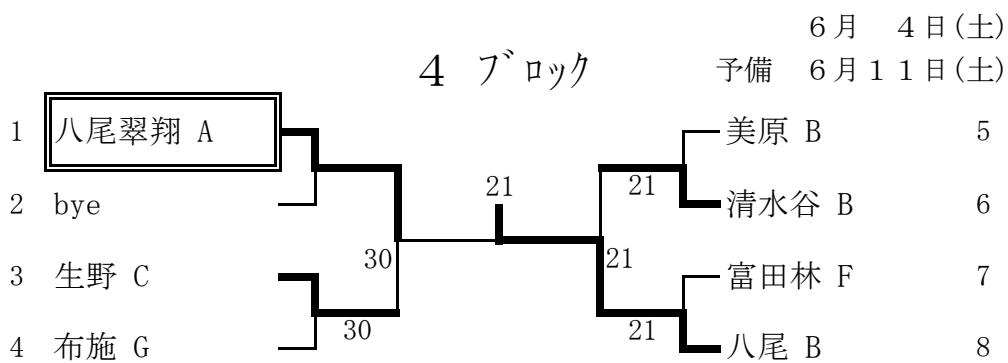 ６月　４日(土)
４ ブロック
予備　６月１１日(土)
1 八尾翠翔 A
美原 B 5
21
21
2 bye
清水谷 B 6
30
21
3 生野 C
富田林 F 7
30
21
4 布施 G
八尾 B 8